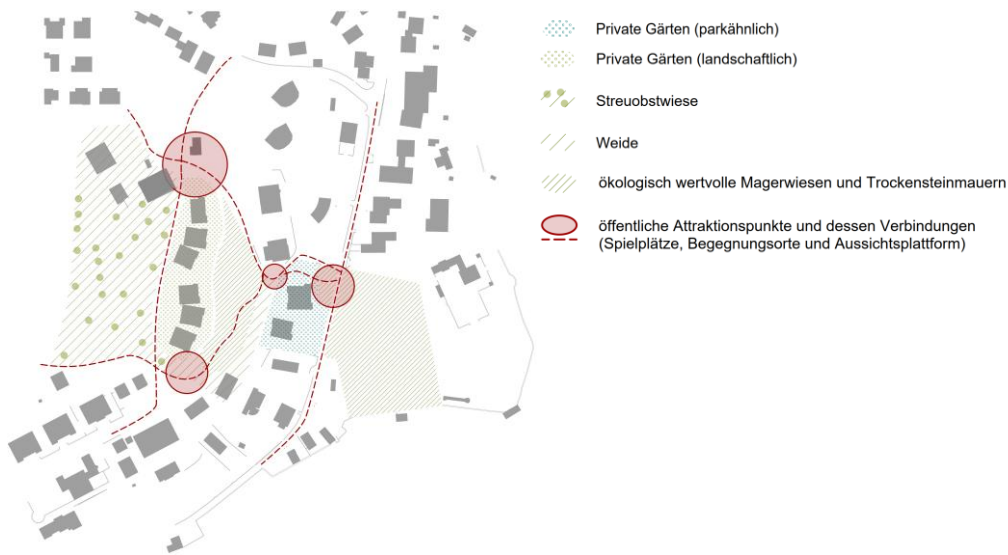 Private Gärten (parkähnlich)
Private Gärten (landschaftlich)
Streuobstwiese
Weide
ökologisch wertvolle Magerwiesen und Trockensteinmauern
öffentliche Attraktionspunkte und dessen Verbindungen
(Spielplätze, Begegnungsorte und Aussichtsplattform)